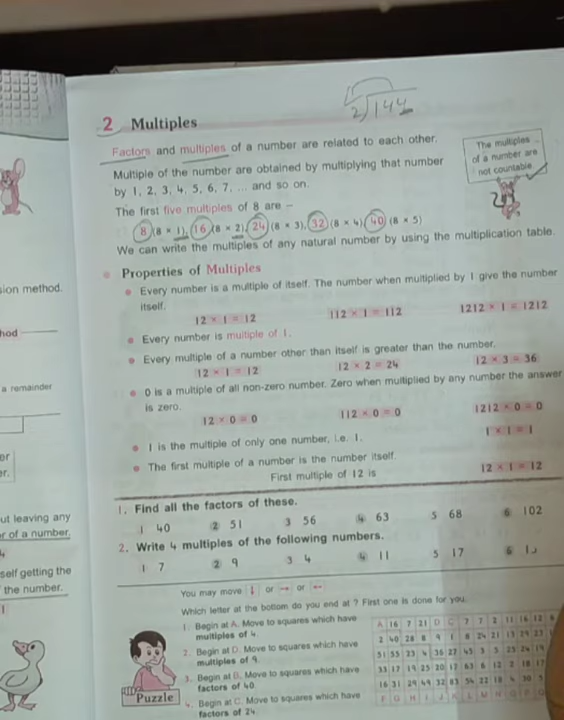 2)144
2 Multiples
Factors and multiples of a number are related to each other.
The multiples
of a number are
not countable
Multiple of the number are obtained by multiplying that number
by 1, 2, 3, 4, 5, 6, 7, ... and so on.
The first five multiples of 8 are –
8 (8 × 1), 16 (8 × 2), 24 (8 × 3), 32 (8 × 4) 40 (8 × 5)
We can write the multiples of any natural number by using the multiplication table.
Properties of Multiples
Every number is a multiple of itself. The number when multiplied by 1 give the number
itself.
12 × 1 = 12 112 × 1 = 112 1212 × 1 = 1212
Every number is multiple of 1.
Every multiple of a number other than itself is greater than the number.
12 × 1 = 12 12 × 2 = 24 12 × 3 = 36
0 is a multiple of all non-zero number. Zero when multiplied by any number the answer
is zero.
12 × 0 = 0 112 × 0 = 0 1212 × 0 = 0
1 is the multiple of only one number, i.e. 1. 1 × 1 = 1
The first multiple of a number is the number itself.
First multiple of 12 is 12 × 1 = 12
1. Find all the factors of these.
1 40 2 51 3 56 4 63 5 68 6 102
2. Write 4 multiples of the following numbers.
1 7 2 9 3 4 4 11 5 17 6
You may move ↓ or → or ←
Which letter at the bottom do you end at ? First one is done for you.
1. Begin at A. Move to squares which have
multiples of 4.
2. Begin at D. Move to squares which have
multiples of 9.
3. Begin at B. Move to squares which have
factors of 40.
4. Begin at C. Move to squares which have
factors of 24.
Puzzle
sion method.
hod
a remainder
or
er.
ut leaving any
r of a number.
self getting the
the number.